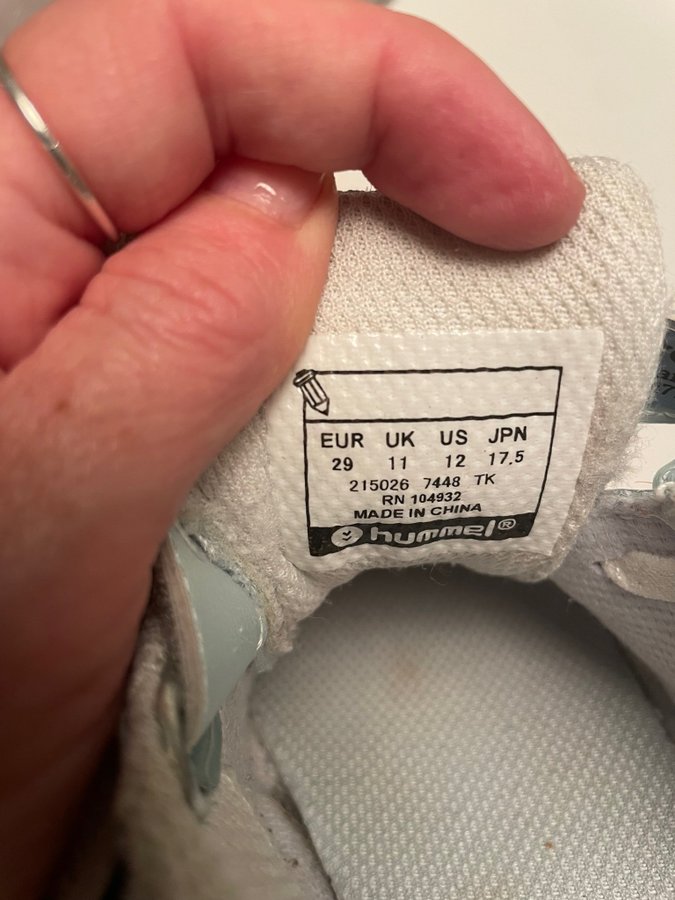 EUR UK US JPN
29 11 12 17.5
215026 7448 TK
RN 104932
MADE IN CHINA
hummel®